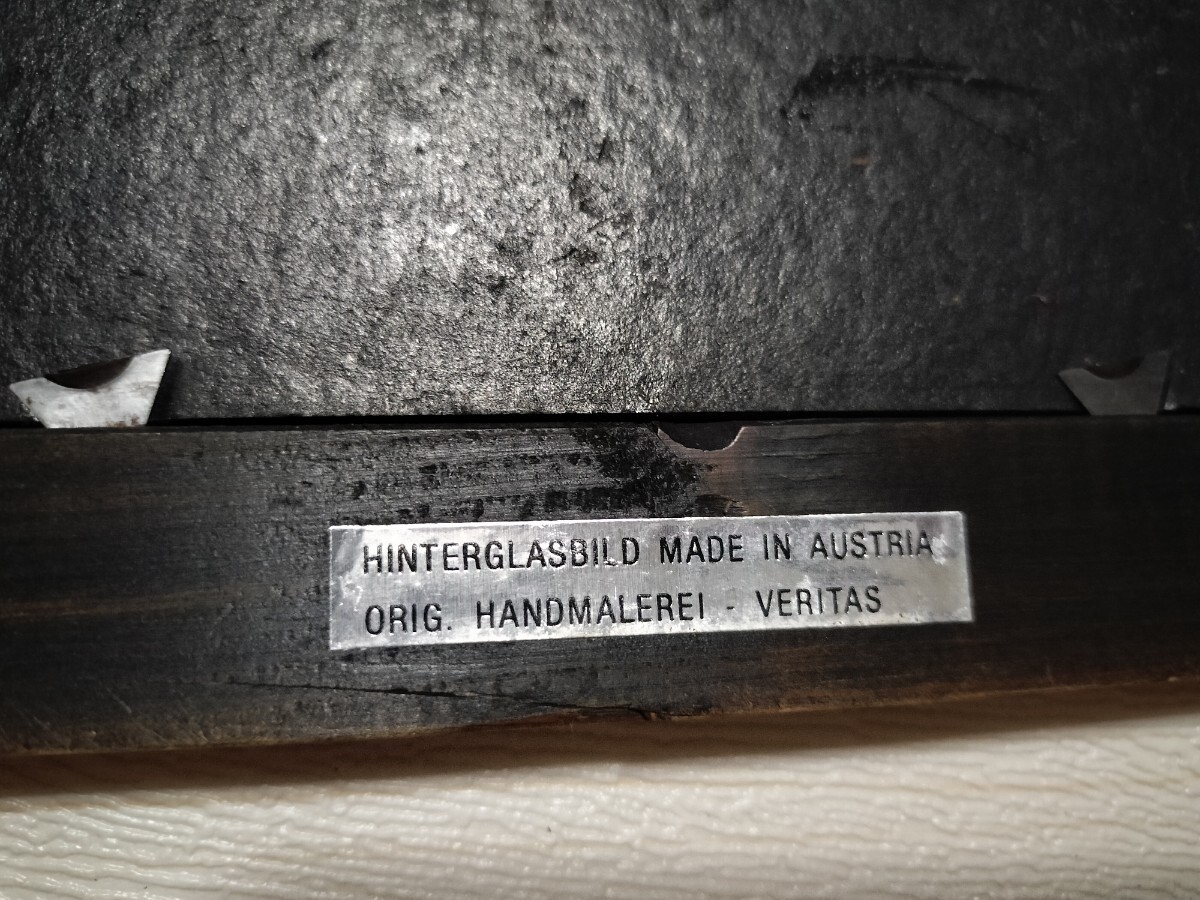 HINTERGLASBILD MADE IN AUSTRIA
ORIG. HANDMALEREI - VERITAS